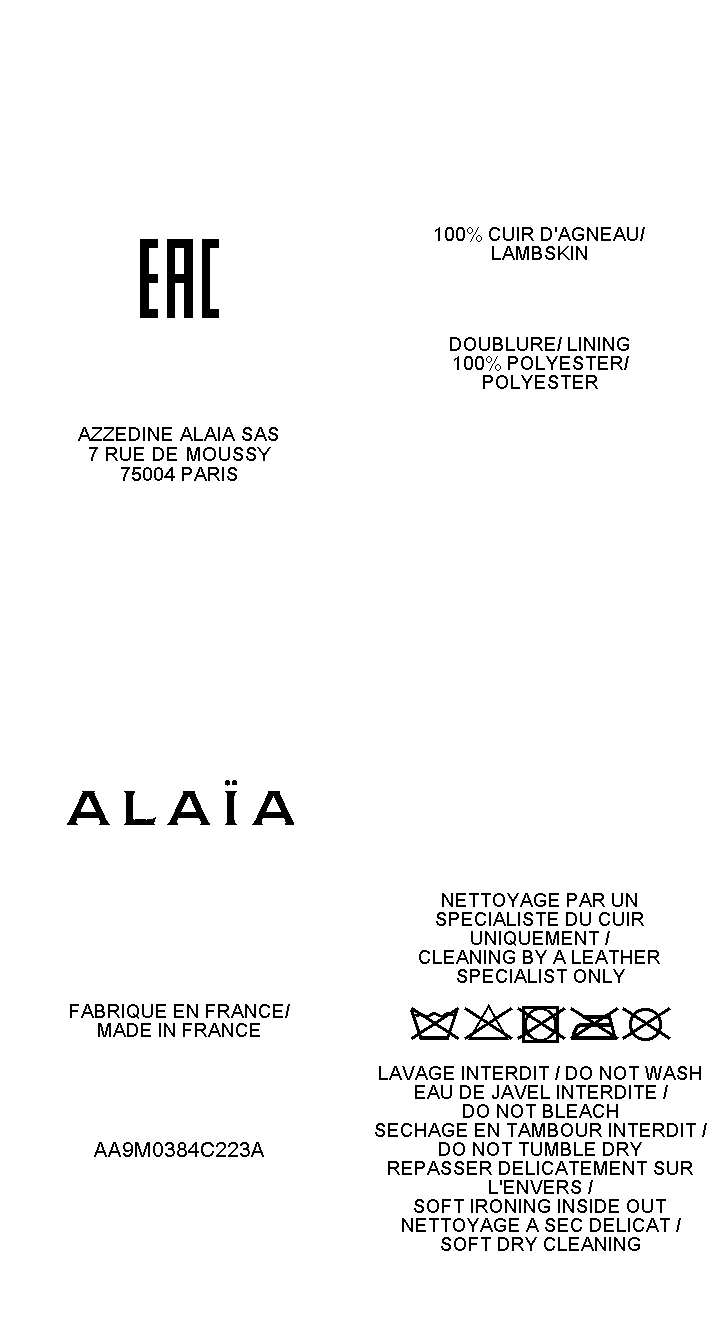 EAC
AZZEDINE ALAIA SAS
7 RUE DE MOUSSY
75004 PARIS
100% CUIR D'AGNEAU/
LAMBSKIN
DOUBLURE/ LINING
100% POLYESTER/
POLYESTER
ALAÏA
FABRIQUE EN FRANCE/
MADE IN FRANCE
AA9M0384C223A
NETTOYAGE PAR UN
SPECIALISTE DU CUIR
UNIQUEMENT /
CLEANING BY A LEATHER
SPECIALIST ONLY
LAVAGE INTERDIT / DO NOT WASH
EAU DE JAVEL INTERDITE /
DO NOT BLEACH
SECHAGE EN TAMBOUR INTERDIT /
DO NOT TUMBLE DRY
REPASSER DELICATEMENT SUR
L'ENVERS /
SOFT IRONING INSIDE OUT
NETTOYAGE A SEC DELICAT /
SOFT DRY CLEANING